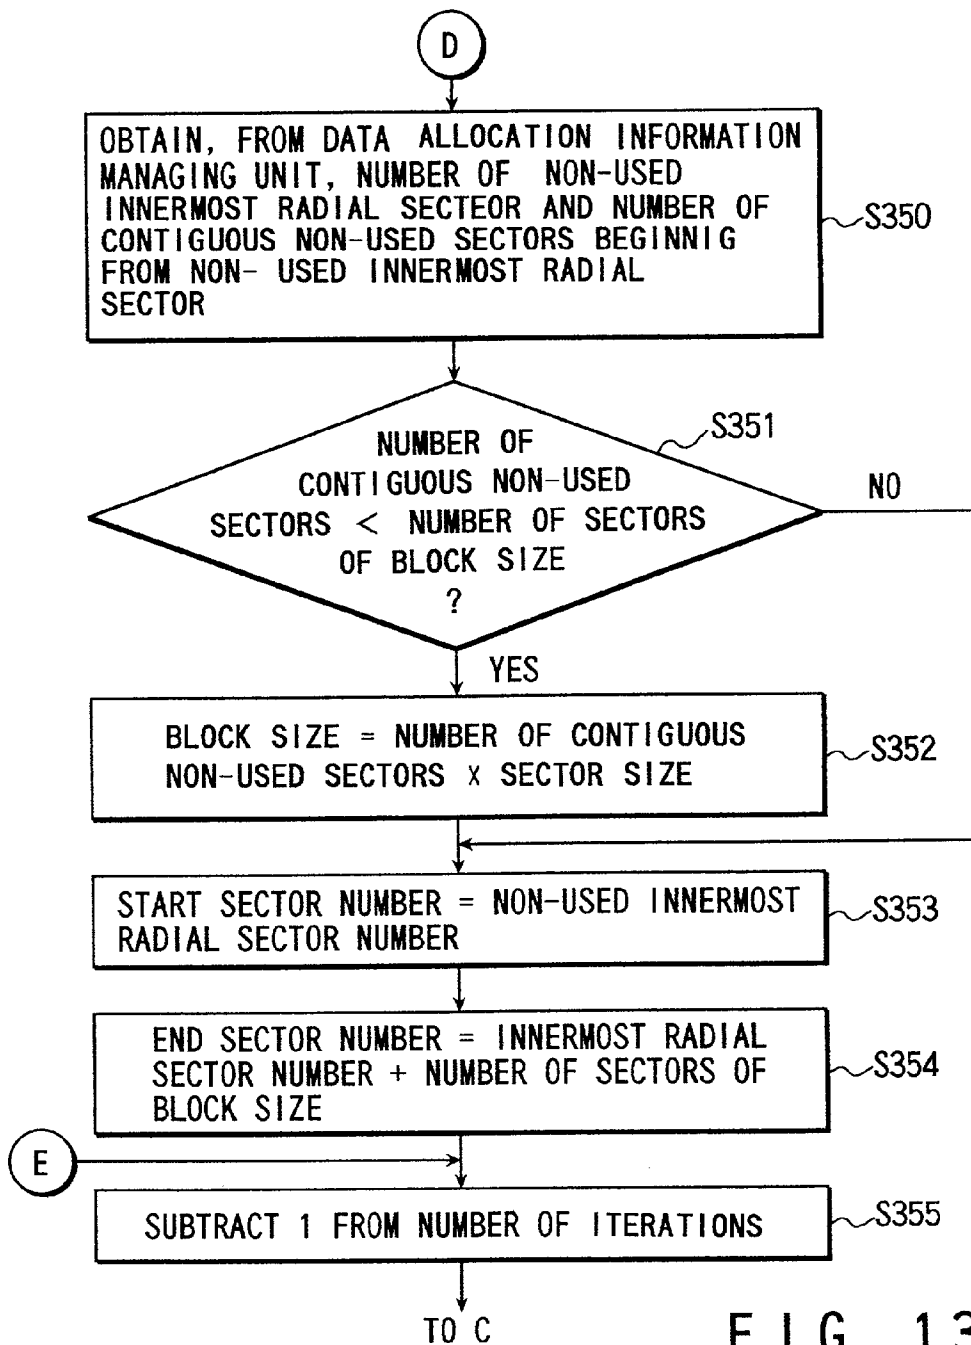 D
OBTAIN, FROM DATA ALLOCATION INFORMATION
MANAGING UNIT, NUMBER OF NON-USED
INNERMOST RADIAL SECTEOR AND NUMBER OF
CONTIGUOUS NON-USED SECTORS BEGINNIG
FROM NON- USED INNERMOST RADIAL
SECTOR
S350
NUMBER OF
CONTIGUOUS NON-USED
SECTORS < NUMBER OF SECTORS
OF BLOCK SIZE
?
S351
NO
YES
BLOCK SIZE = NUMBER OF CONTIGUOUS
NON-USED SECTORS X SECTOR SIZE
S352
START SECTOR NUMBER = NON-USED INNERMOST
RADIAL SECTOR NUMBER
S353
END SECTOR NUMBER = INNERMOST RADIAL
SECTOR NUMBER + NUMBER OF SECTORS OF
BLOCK SIZE
S354
E
SUBTRACT 1 FROM NUMBER OF ITERATIONS
S355
TO C
FIG. 13